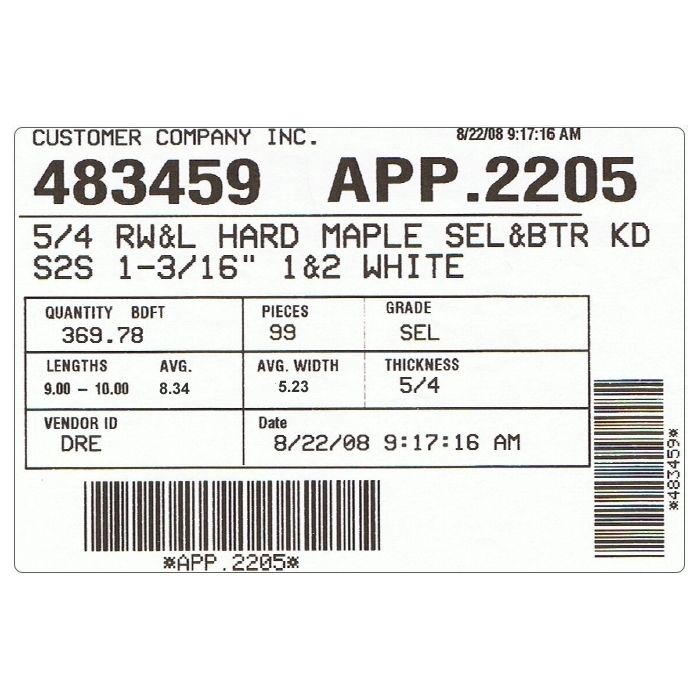 CUSTOMER COMPANY INC. 8/22/08 9:17:16 AM
483459 APP.2205
5/4 RW&L HARD MAPLE SEL&BTR KD
S2S 1-3/16" 1&2 WHITE
QUANTITY BDFT PIECES GRADE
369.78 99 SEL
LENGTHS AVG. AVG. WIDTH THICKNESS
9.00 – 10.00 8.34 5.23 5/4
VENDOR ID Date
DRE 8/22/08 9:17:16 AM
*APP.2205*
*483459*